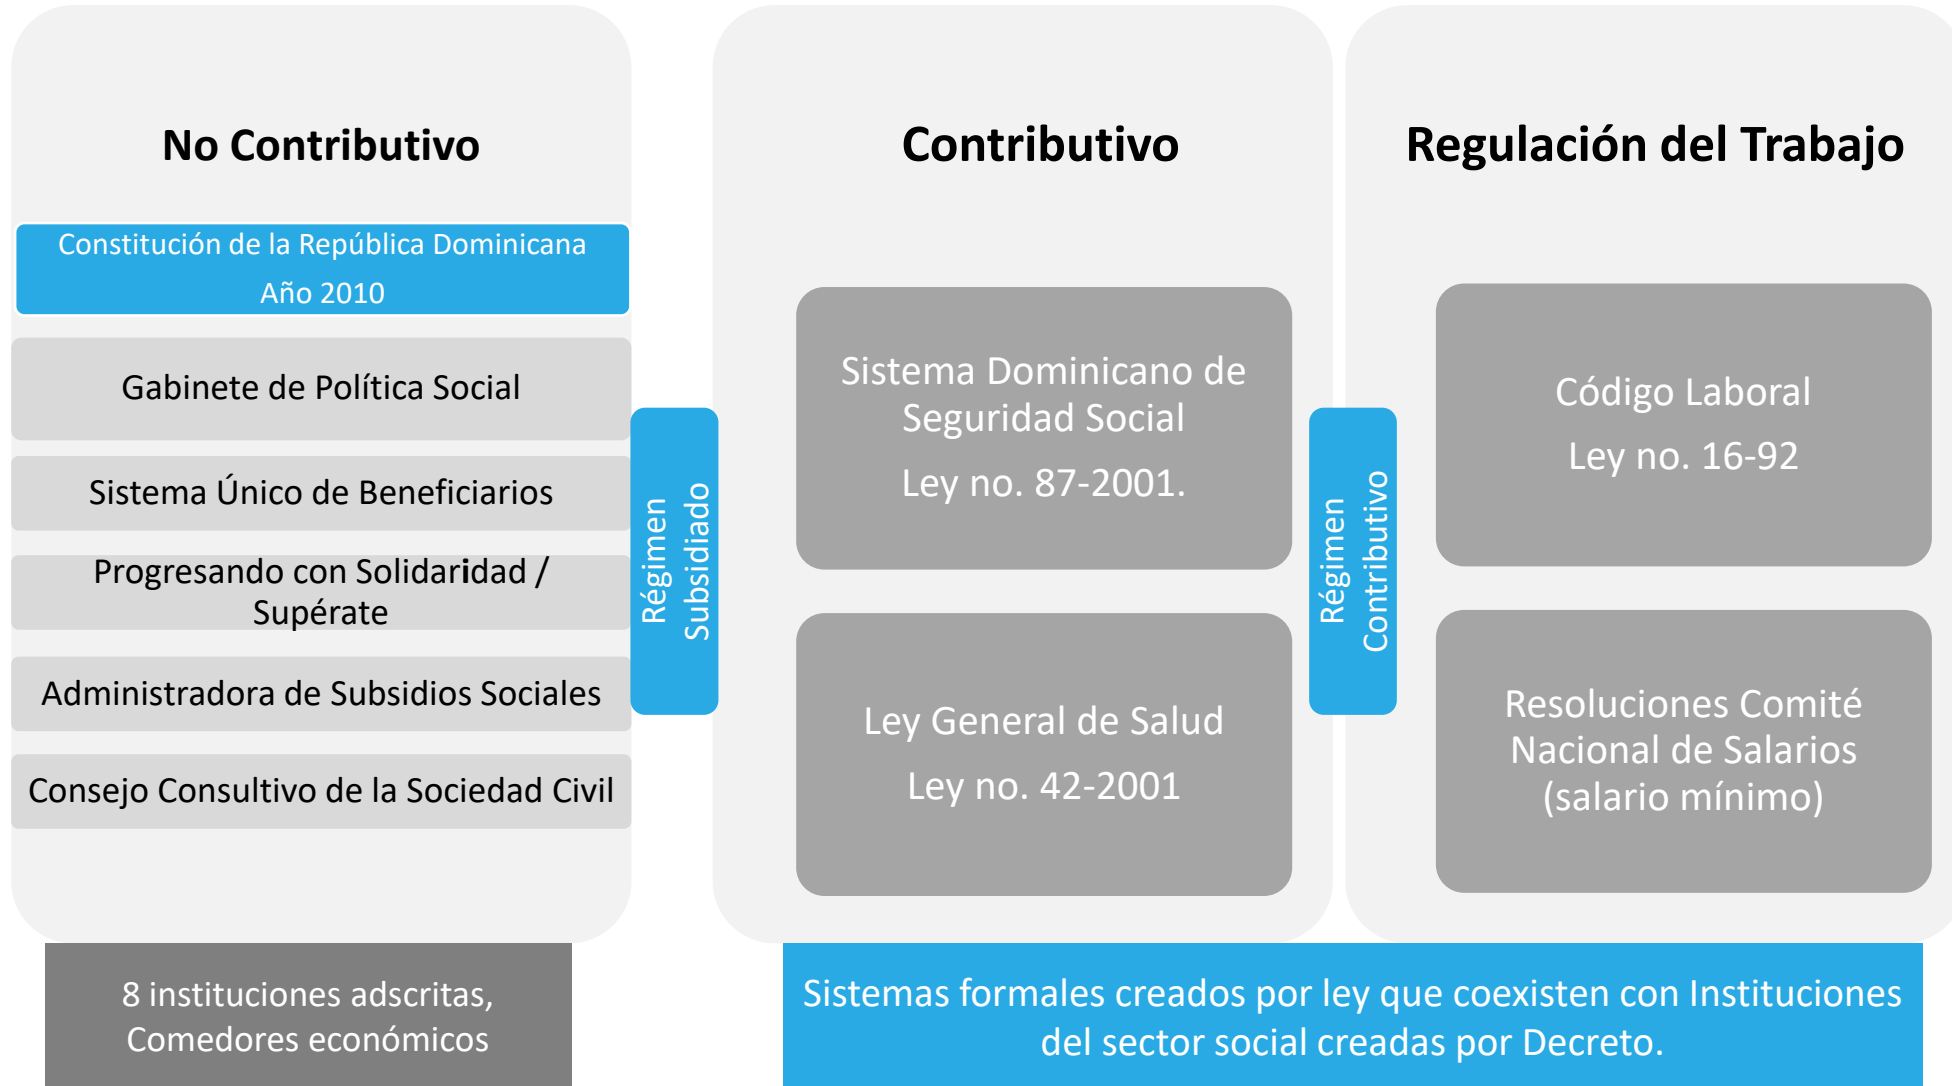 No Contributivo
Constitución de la República Dominicana
Año 2010
Gabinete de Política Social
Sistema Único de Beneficiarios
Progresando con Solidaridad /
Supérate
Administradora de Subsidios Sociales
Consejo Consultivo de la Sociedad Civil
8 instituciones adscritas,
Comedores económicos
Régimen
Subsidiado
Contributivo
Sistema Dominicano de
Seguridad Social
Ley no. 87-2001.
Ley General de Salud
Ley no. 42-2001
Régimen
Contributivo
Regulación del Trabajo
Código Laboral
Ley no. 16-92
Resoluciones Comité
Nacional de Salarios
(salario mínimo)
Sistemas formales creados por ley que coexisten con Instituciones
del sector social creadas por Decreto.